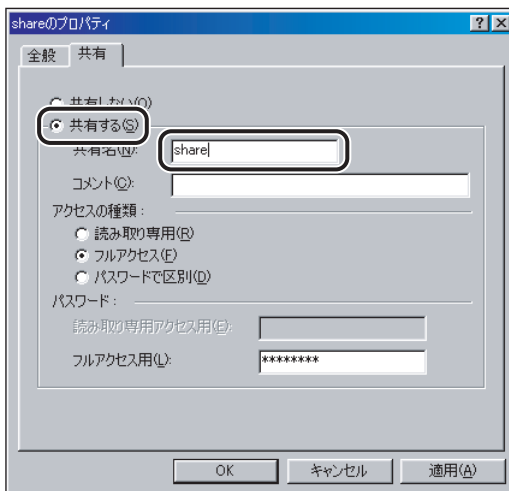 shareのプロパティ
全般 共有
共有しない(O)
共有する(S)
共有名(N): share
コメント(C):
アクセスの種類:
読み取り専用(R)
フルアクセス(F)
パスワードで区別(D)
パスワード:
読み取り専用アクセス用(E):
フルアクセス用(L): ********
OK キャンセル 適用(A)